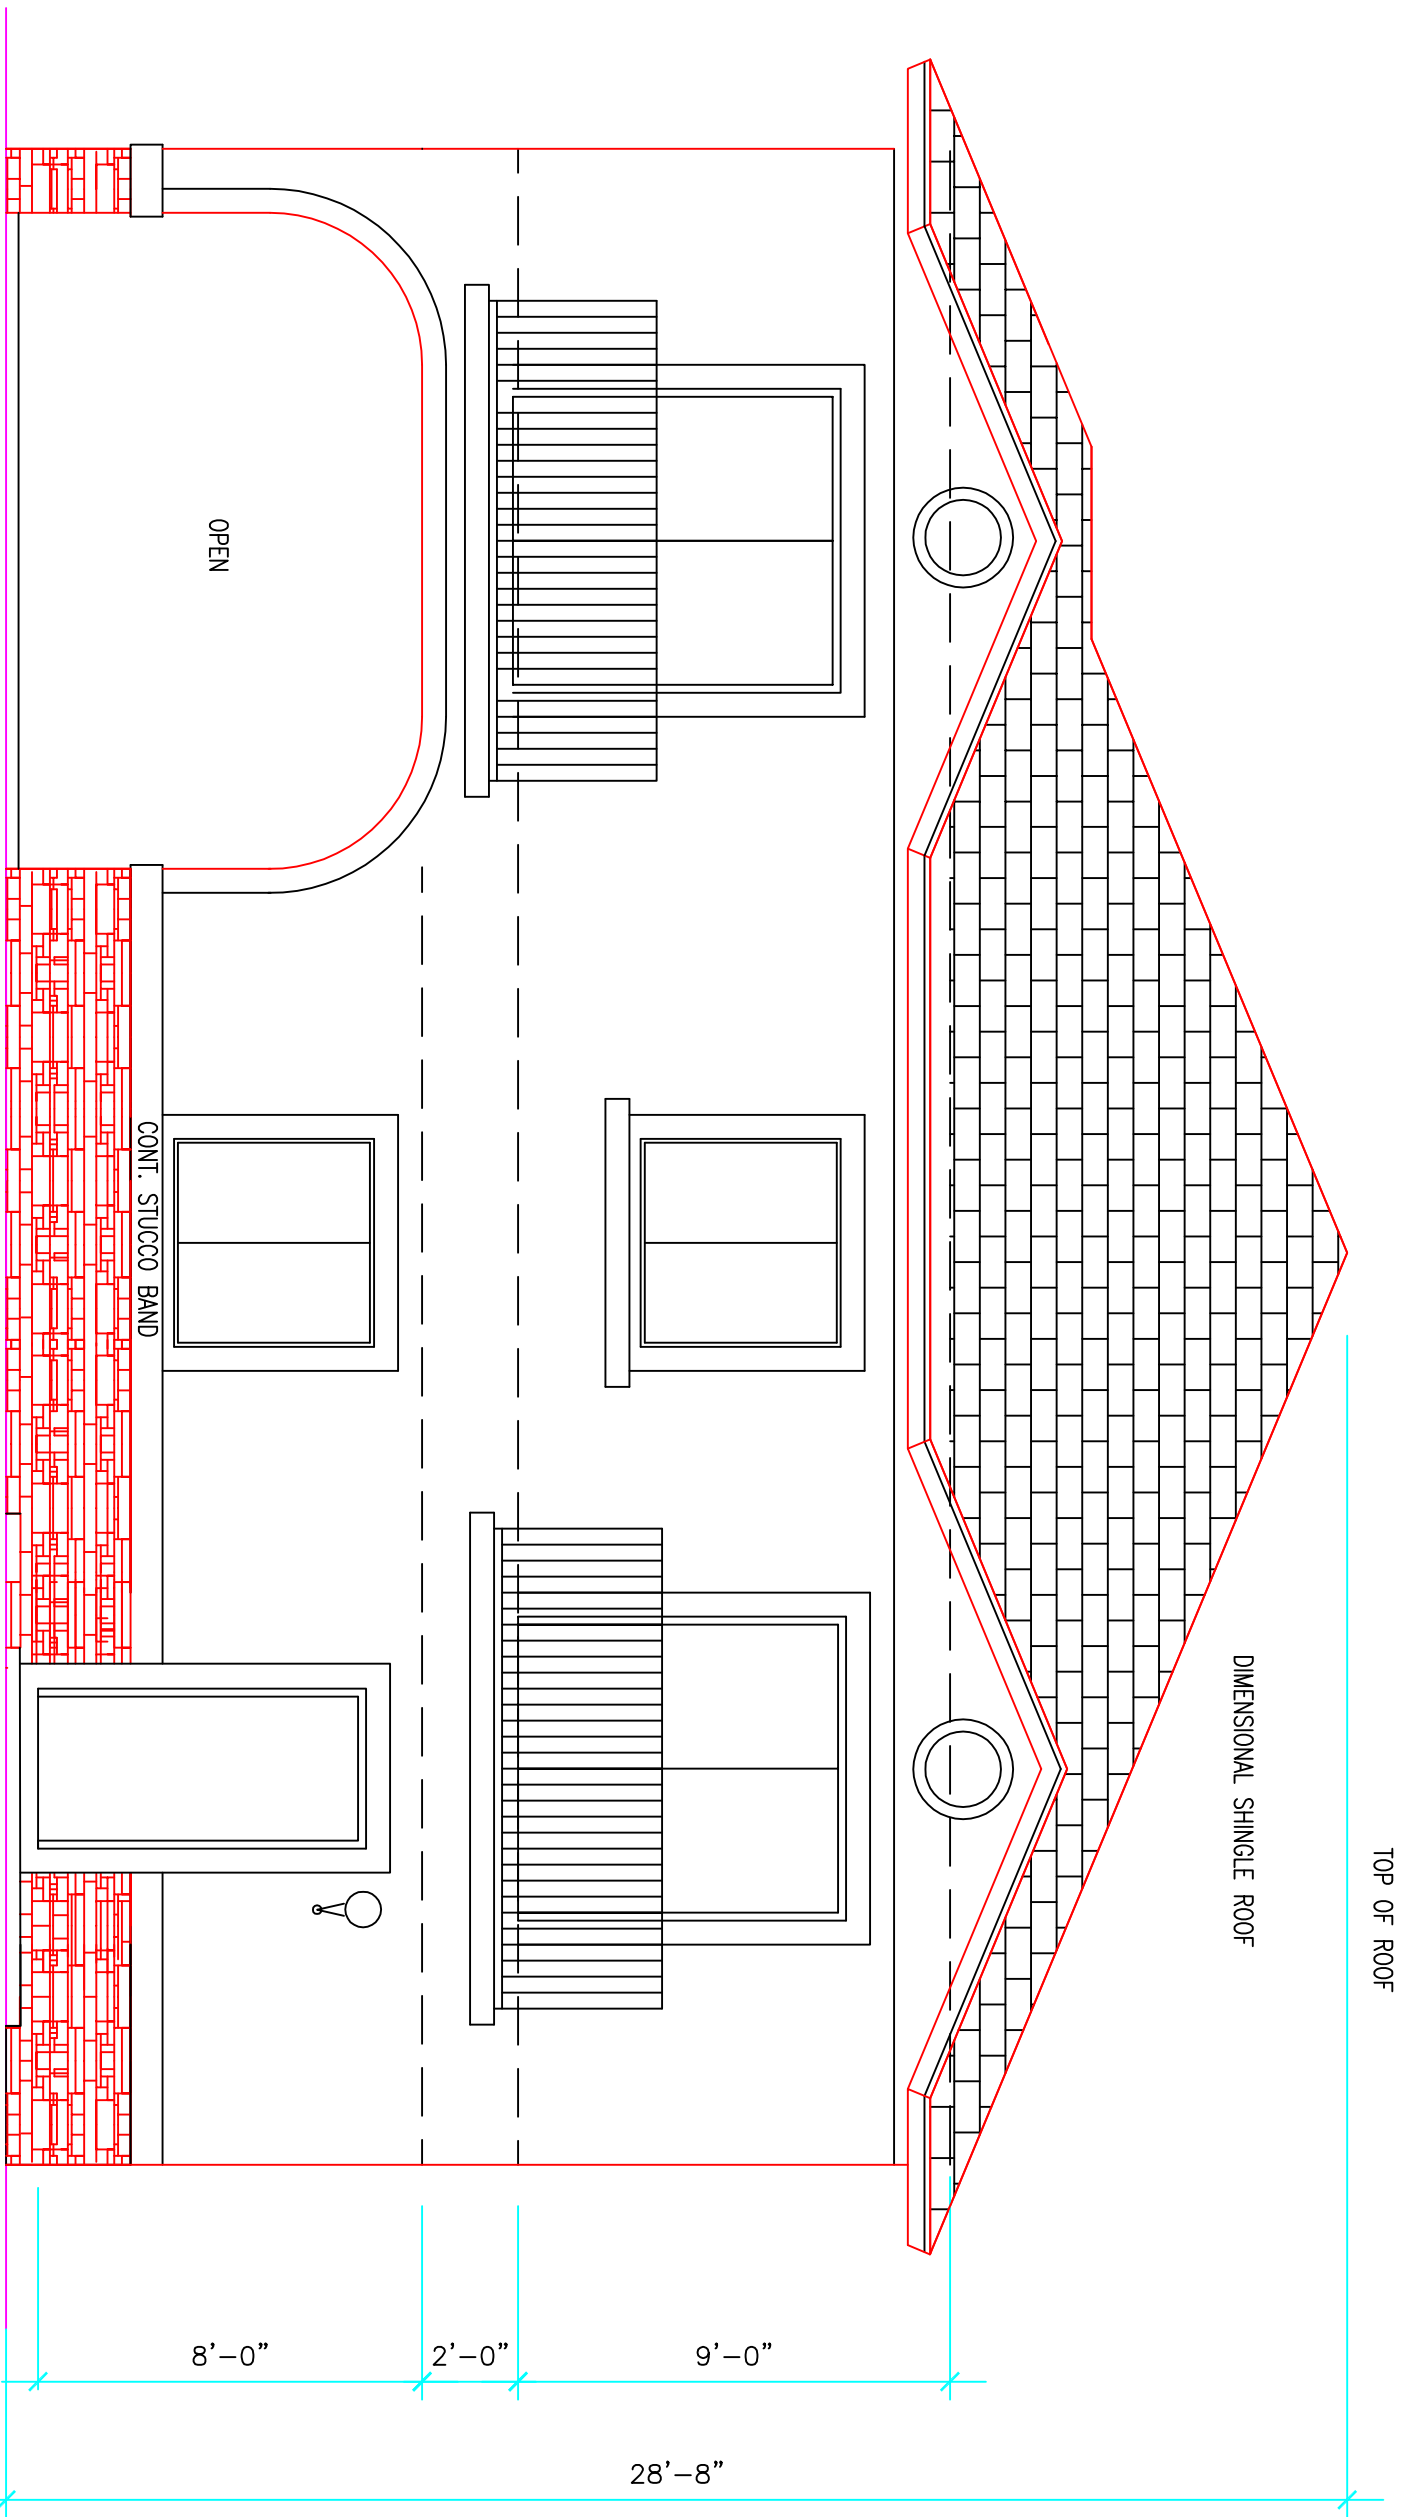 TOP OF ROOF
DIMENSIONAL SHINGLE ROOF
9'-0"
28'-8"
2'-0"
8'-0"
OPEN
CONT. STUCCO BAND